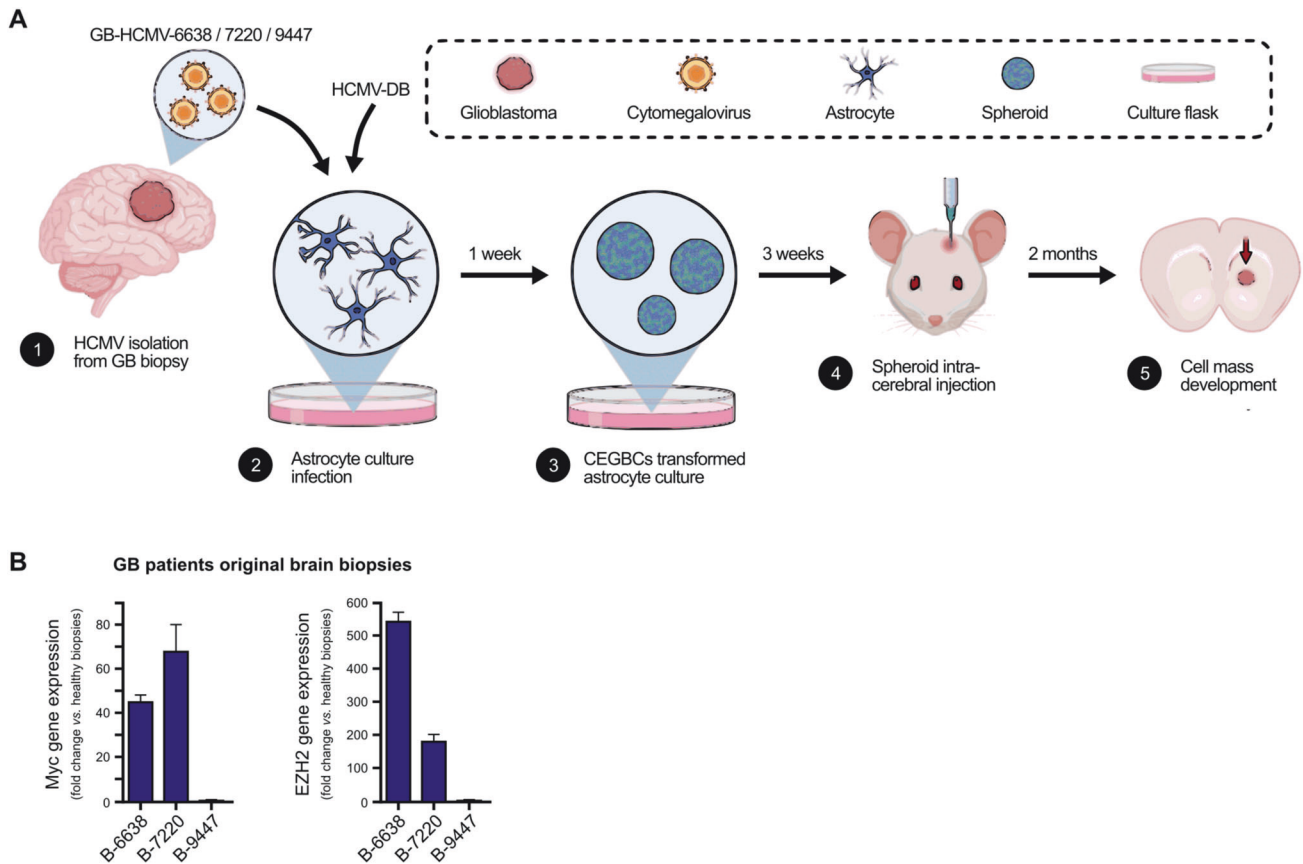 A
GB-HCMV-6638 / 7220 / 9447
HCMV-DB
Glioblastoma
Cytomegalovirus
Astrocyte
Spheroid
Culture flask
1 week
3 weeks
2 months
1
HCMV isolation
from GB biopsy
2
Astrocyte culture
infection
3
CEGBCs transformed
astrocyte culture
4
Spheroid intra-
cerebral injection
5
Cell mass
development
B
GB patients original brain biopsies
Myc gene expression
(fold change vs. healthy biopsies)
80
60
40
20
0
B-6638
B-7220
B-9447
EZH2 gene expression
(fold change vs. healthy biopsies)
600
500
400
300
200
100
0
B-6638
B-7220
B-9447